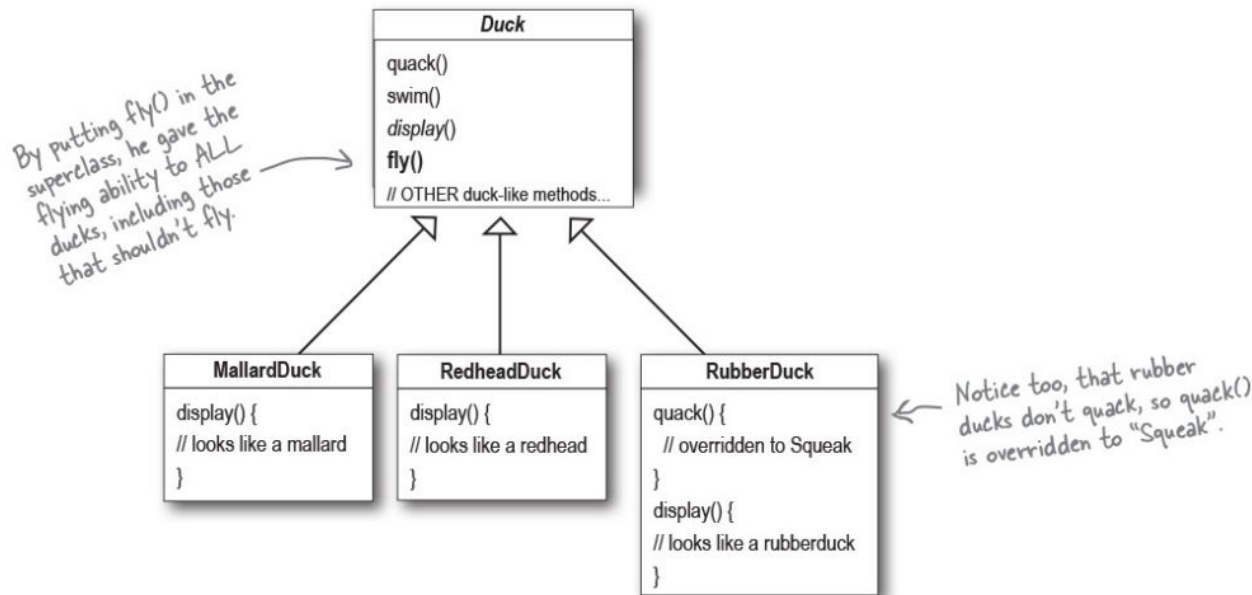 Duck
quack()
swim()
display()
fly()
// OTHER duck-like methods...
By putting fly() in the
superclass, he gave the
flying ability to ALL
ducks, including those
that shouldn't fly.
MallardDuck
display() {
// looks like a mallard
}
RedheadDuck
display() {
// looks like a redhead
}
RubberDuck
quack() {
// overridden to Squeak
}
display() {
// looks like a rubberduck
}
Notice too, that rubber
ducks don't quack, so quack()
is overridden to "Squeak".